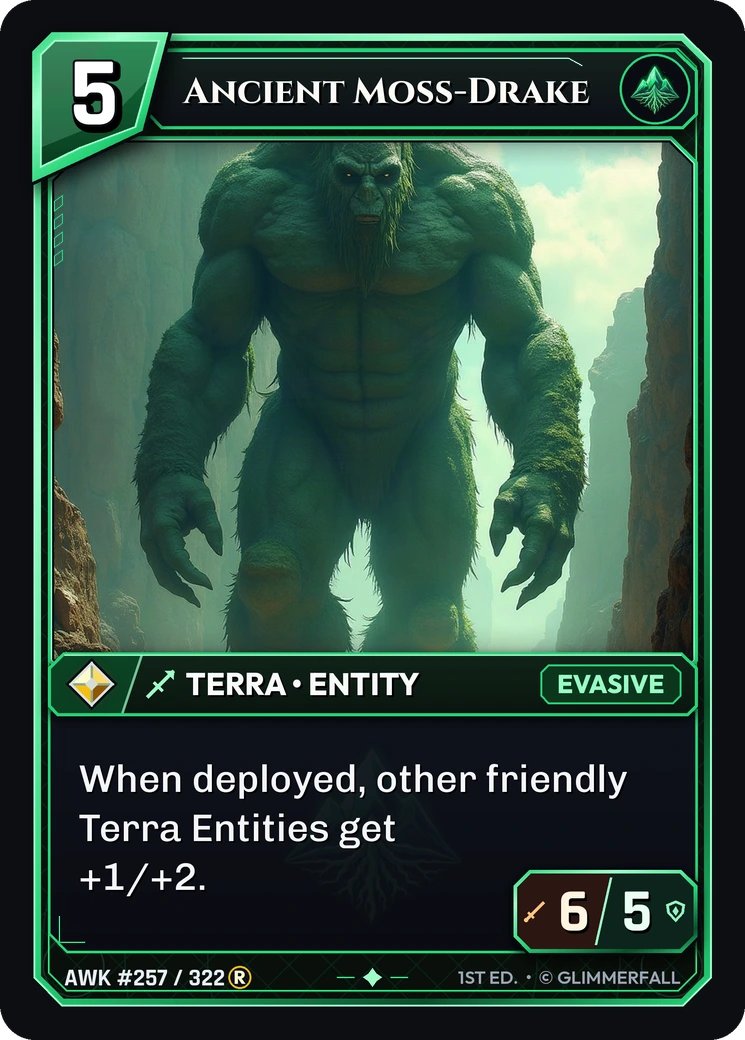 5
ANCIENT MOSS-DRAKE
TERRA • ENTITY
EVASIVE
When deployed, other friendly
Terra Entities get
+1/+2.
6 / 5
AWK #257 / 322 R
1ST ED. • © GLIMMERFALL